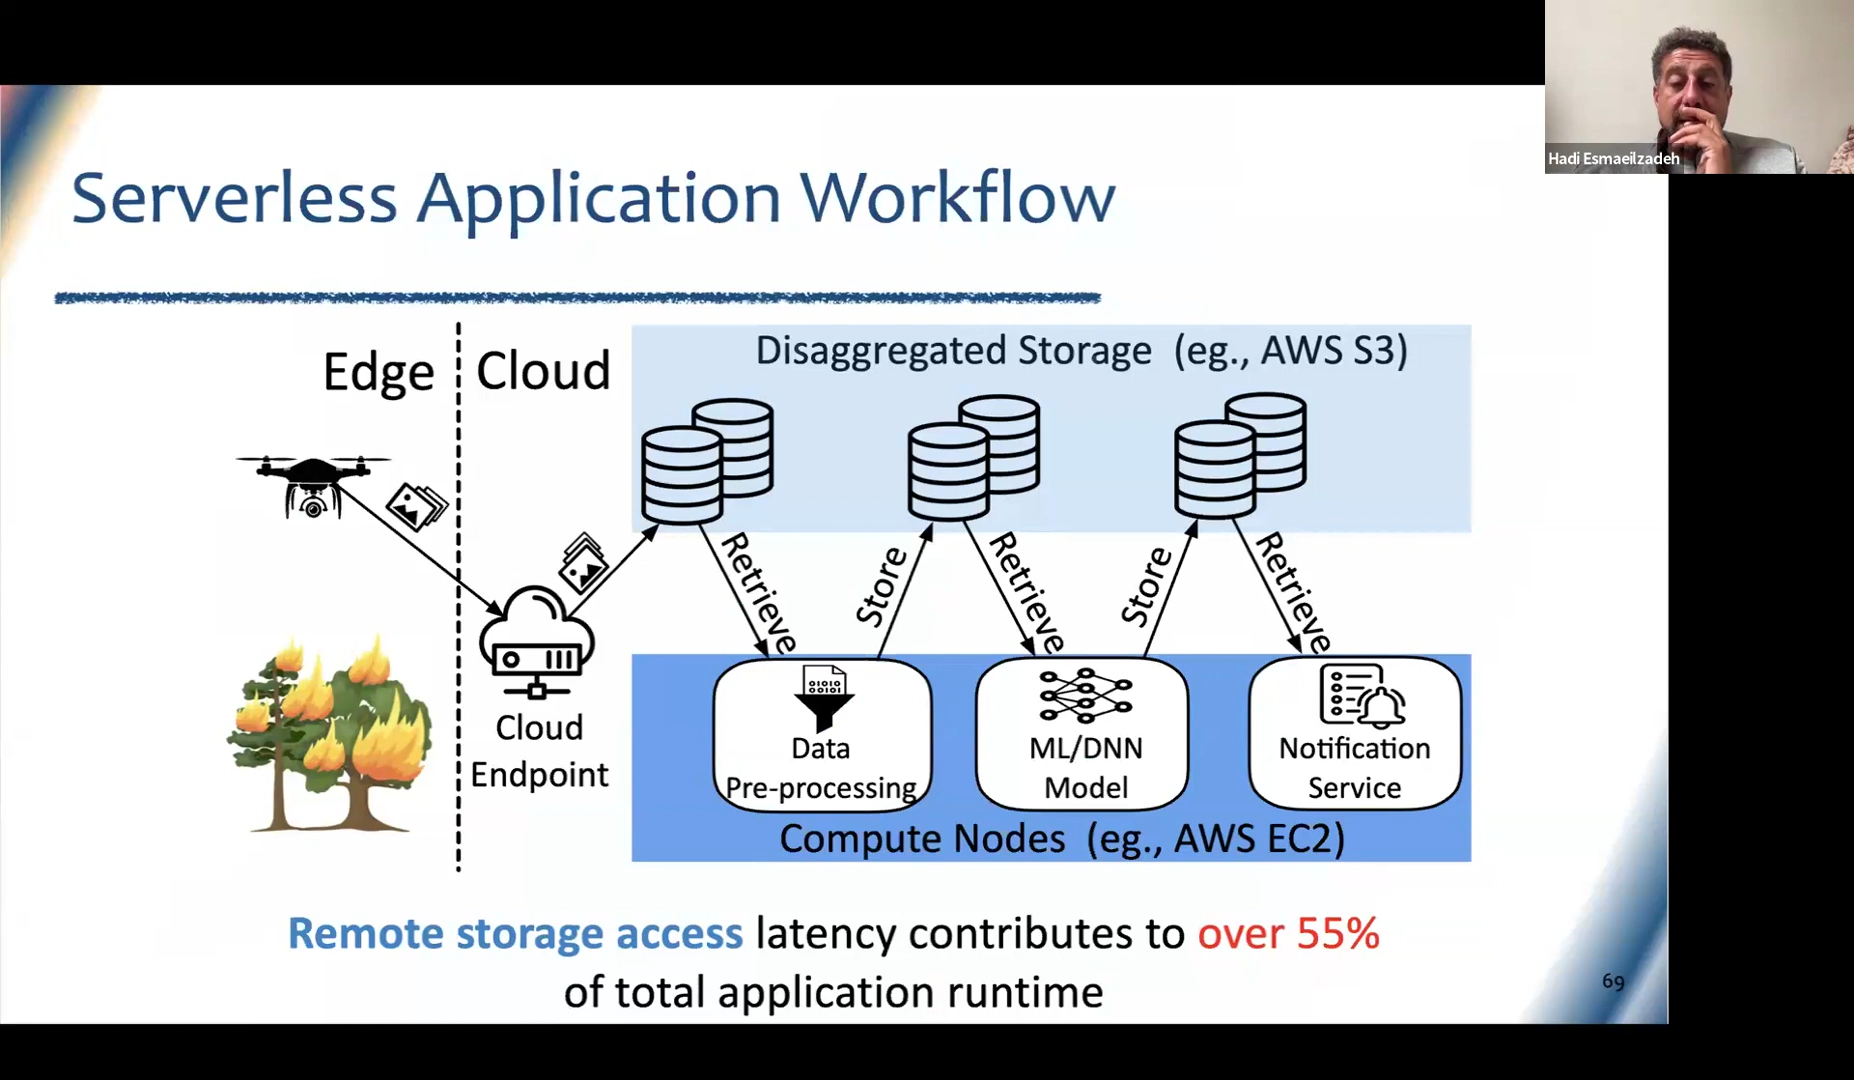 Hadi Esmaeilzadeh
Serverless Application Workflow
Edge
Cloud
Disaggregated Storage (eg., AWS S3)
Retrieve
Store
Retrieve
Store
Retrieve
Cloud
Endpoint
01010
00101
Data
Pre-processing
ML/DNN
Model
Notification
Service
Compute Nodes (eg., AWS EC2)
Remote storage access latency contributes to over 55%
of total application runtime
69